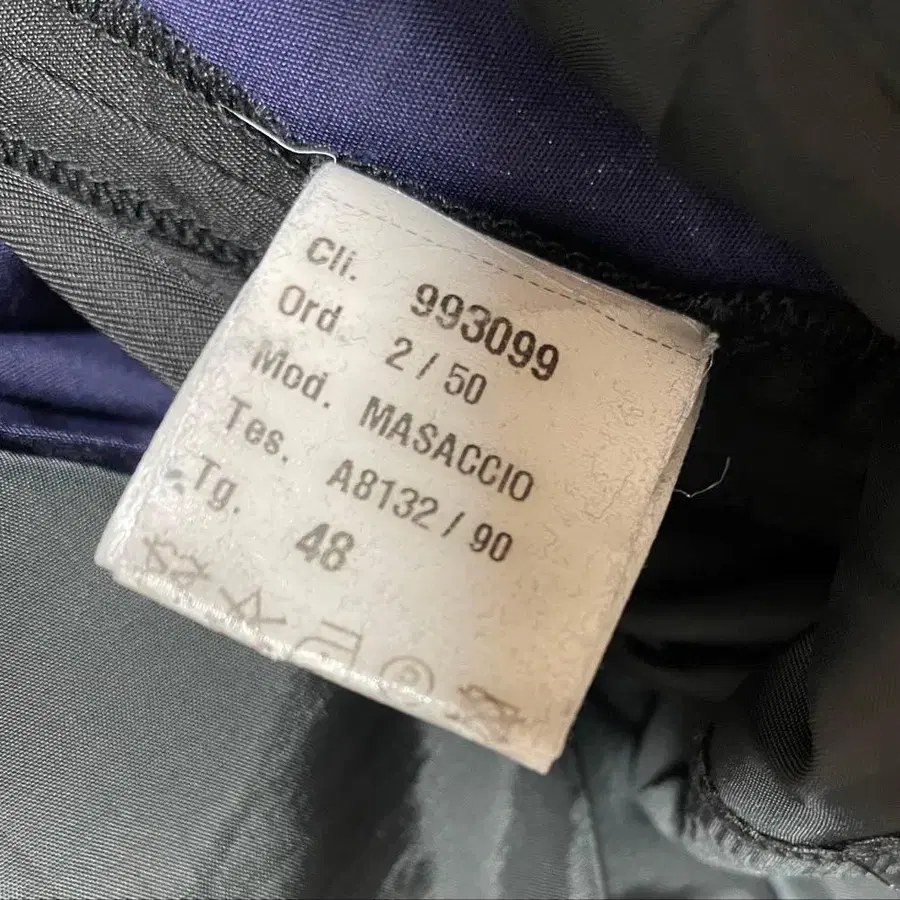 Cli. 993099
Ord. 2 / 50
Mod. MASACCIO
Tes. A8132 / 90
Tg. 48